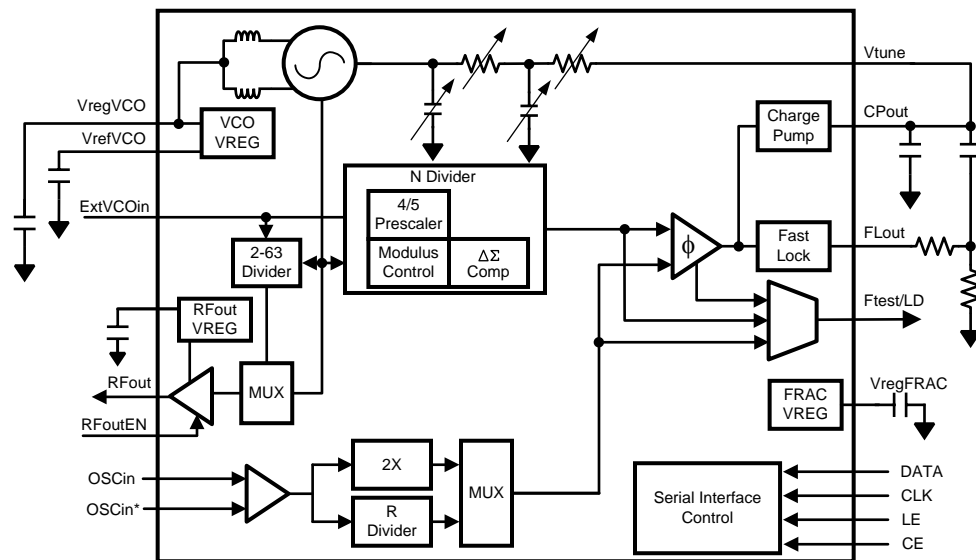 Vtune
VregVCO
VCO
VREG
VrefVCO
Charge
Pump
CPout
N Divider
4/5
Prescaler
Modulus
Control
ΔΣ
Comp
ExtVCOin
2-63
Divider
ϕ
Fast
Lock
FLout
RFout
VREG
Ftest/LD
RFout
MUX
RFoutEN
FRAC
VREG
VregFRAC
OSCin
OSCin*
2X
R
Divider
MUX
Serial Interface
Control
DATA
CLK
LE
CE